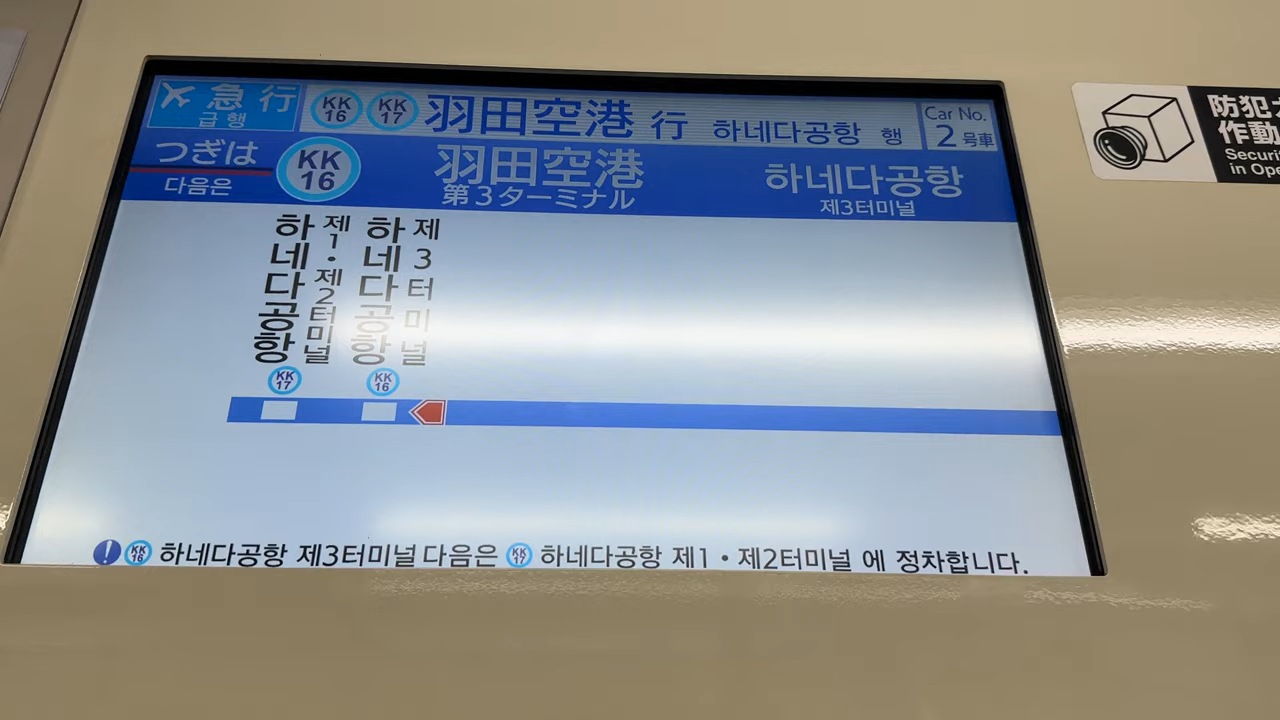 急行
급행
KK 16
KK 17
羽田空港 行 하네다공항 행
Car No.
2号車
つぎは
다음은
KK 16
羽田空港
第3ターミナル
하네다공항
제3터미널
하네다공항
제1・제2터미널
하네다공항
제3터미널
KK 17
KK 16
! KK 16 하네다공항 제3터미널 다음은 KK 17 하네다공항 제1・제2터미널 에 정차합니다.
防犯
作動
in